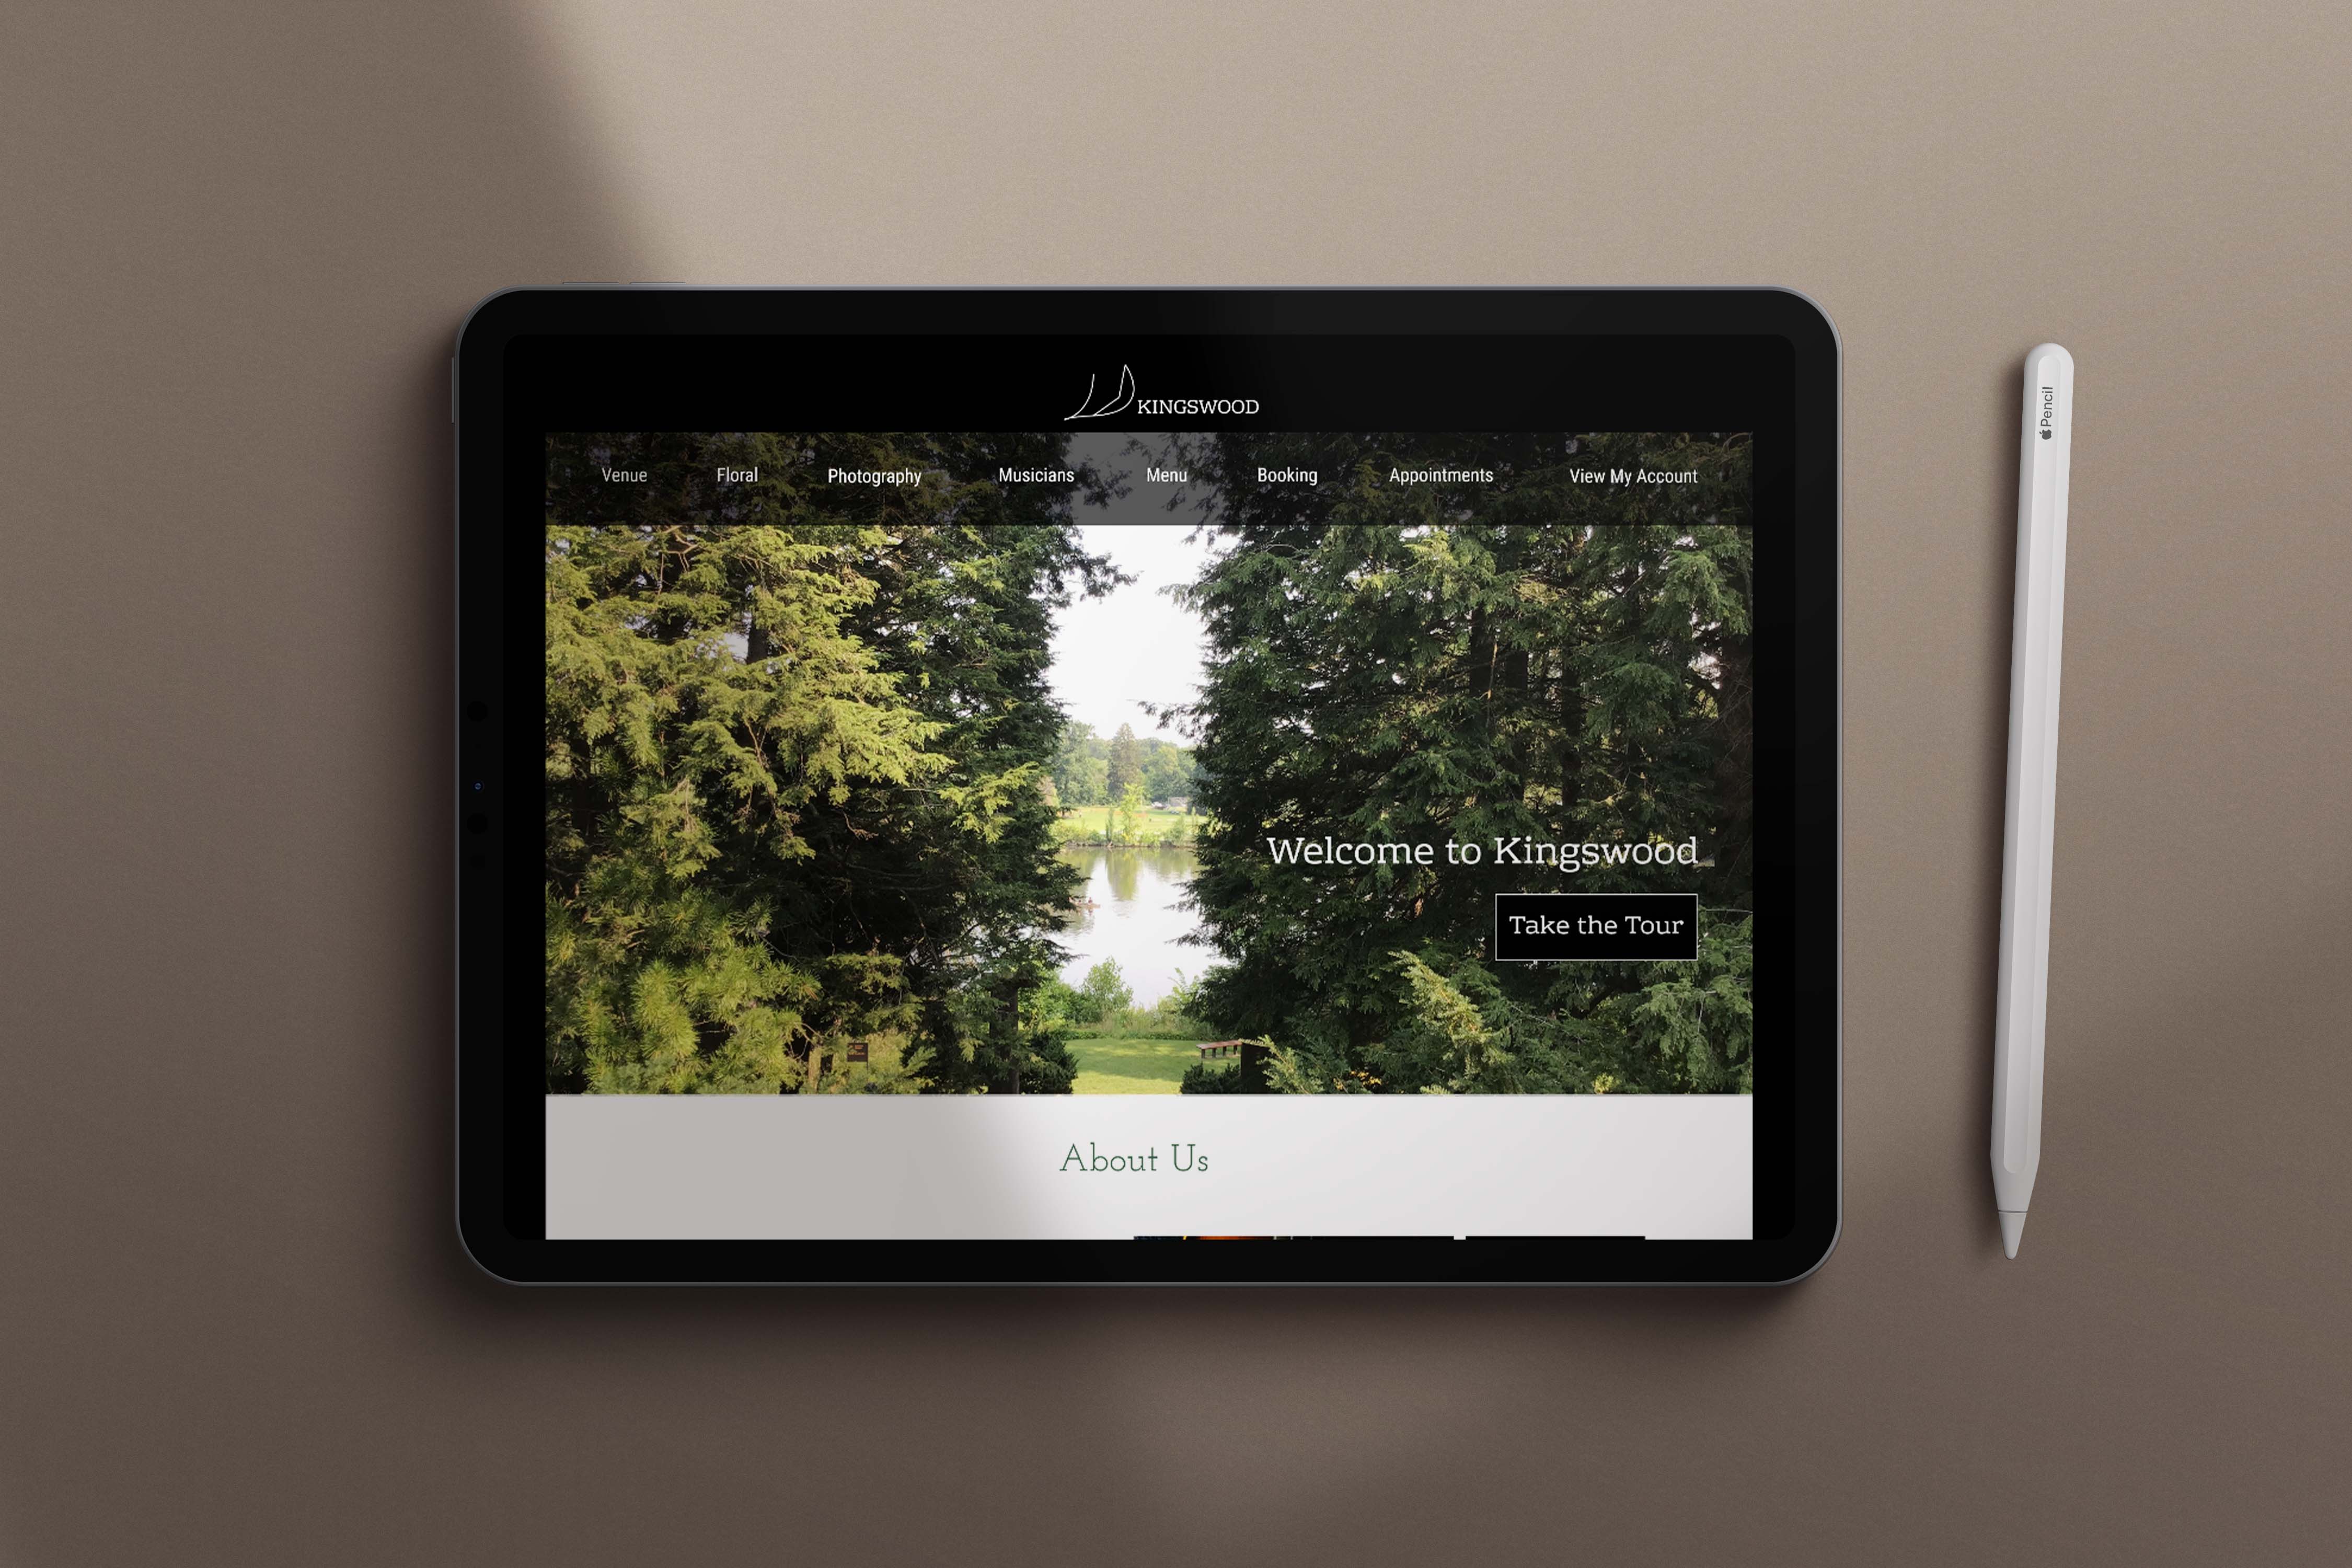 KINGSWOOD
Venue Floral Photography Musicians Menu Booking Appointments View My Account
Welcome to Kingswood
Take the Tour
About Us
Pencil